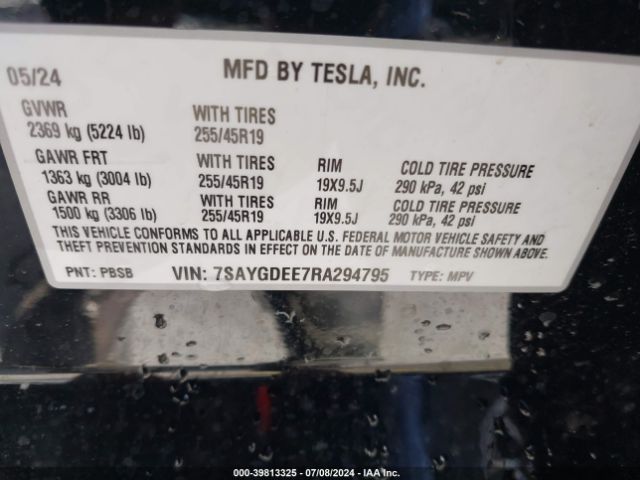 05/24 MFD BY TESLA, INC.
GVWR WITH TIRES
2369 kg (5224 lb) 255/45R19
GAWR FRT WITH TIRES RIM COLD TIRE PRESSURE
1363 kg (3004 lb) 255/45R19 19X9.5J 290 kPa, 42 psi
GAWR RR WITH TIRES RIM COLD TIRE PRESSURE
1500 kg (3306 lb) 255/45R19 19X9.5J 290 kPa, 42 psi
THIS VEHICLE CONFORMS TO ALL APPLICABLE U.S. FEDERAL MOTOR VEHICLE SAFETY AND
THEFT PREVENTION STANDARDS IN EFFECT ON THE DATE OF MANUFACTURE SHOWN ABOVE.
PNT: PBSB VIN: 7SAYGDEE7RA294795 TYPE: MPV
000-39813325 | 07/08/2024 | IAA Inc.